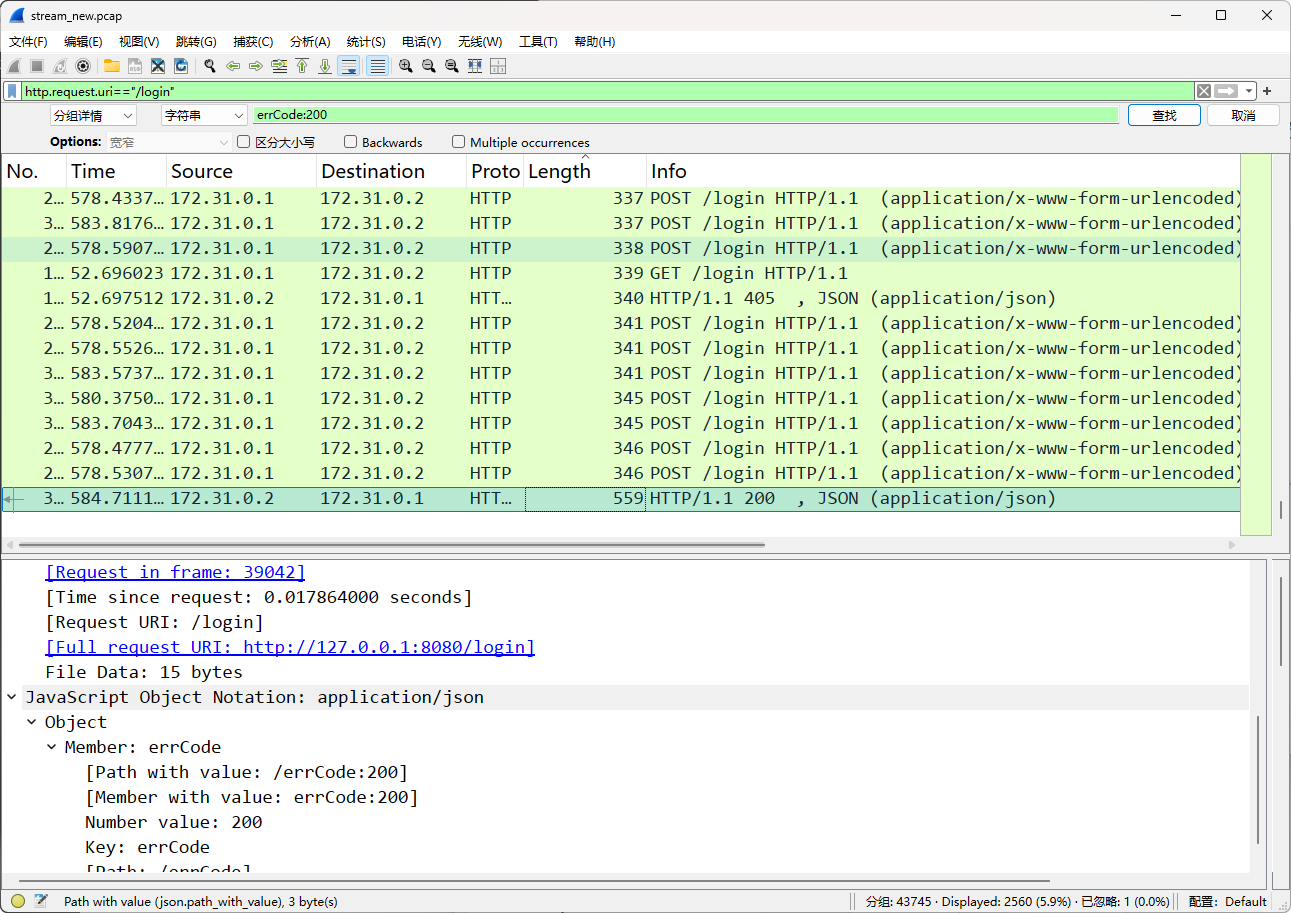 stream_new.pcap
文件(F) 编辑(E) 视图(V) 跳转(G) 捕获(C) 分析(A) 统计(S) 电话(Y) 无线(W) 工具(T) 帮助(H)
http.request.uri=="/login"
分组详情 字符串 errCode:200 查找 取消
Options: 宽窄 区分大小写 Backwards Multiple occurrences
No. Time Source Destination Proto Length Info
2… 578.4337… 172.31.0.1 172.31.0.2 HTTP 337 POST /login HTTP/1.1 (application/x-www-form-urlencoded)
3… 583.8176… 172.31.0.1 172.31.0.2 HTTP 337 POST /login HTTP/1.1 (application/x-www-form-urlencoded)
2… 578.5907… 172.31.0.1 172.31.0.2 HTTP 338 POST /login HTTP/1.1 (application/x-www-form-urlencoded)
1… 52.696023 172.31.0.1 172.31.0.2 HTTP 339 GET /login HTTP/1.1
1… 52.697512 172.31.0.2 172.31.0.1 HTT… 340 HTTP/1.1 405 , JSON (application/json)
2… 578.5204… 172.31.0.1 172.31.0.2 HTTP 341 POST /login HTTP/1.1 (application/x-www-form-urlencoded)
2… 578.5526… 172.31.0.1 172.31.0.2 HTTP 341 POST /login HTTP/1.1 (application/x-www-form-urlencoded)
3… 583.5737… 172.31.0.1 172.31.0.2 HTTP 341 POST /login HTTP/1.1 (application/x-www-form-urlencoded)
3… 580.3750… 172.31.0.1 172.31.0.2 HTTP 345 POST /login HTTP/1.1 (application/x-www-form-urlencoded)
3… 583.7043… 172.31.0.1 172.31.0.2 HTTP 345 POST /login HTTP/1.1 (application/x-www-form-urlencoded)
2… 578.4777… 172.31.0.1 172.31.0.2 HTTP 346 POST /login HTTP/1.1 (application/x-www-form-urlencoded)
2… 578.5307… 172.31.0.1 172.31.0.2 HTTP 346 POST /login HTTP/1.1 (application/x-www-form-urlencoded)
3… 584.7111… 172.31.0.2 172.31.0.1 HTT… 559 HTTP/1.1 200 , JSON (application/json)
[Request in frame: 39042]
[Time since request: 0.017864000 seconds]
[Request URI: /login]
[Full request URI: http://127.0.0.1:8080/login]
File Data: 15 bytes
JavaScript Object Notation: application/json
Object
Member: errCode
[Path with value: /errCode:200]
[Member with value: errCode:200]
Number value: 200
Key: errCode
[Path: /errCode]
Path with value (json.path_with_value), 3 byte(s) 分组: 43745 · Displayed: 2560 (5.9%) · 已忽略: 1 (0.0%) 配置: Default